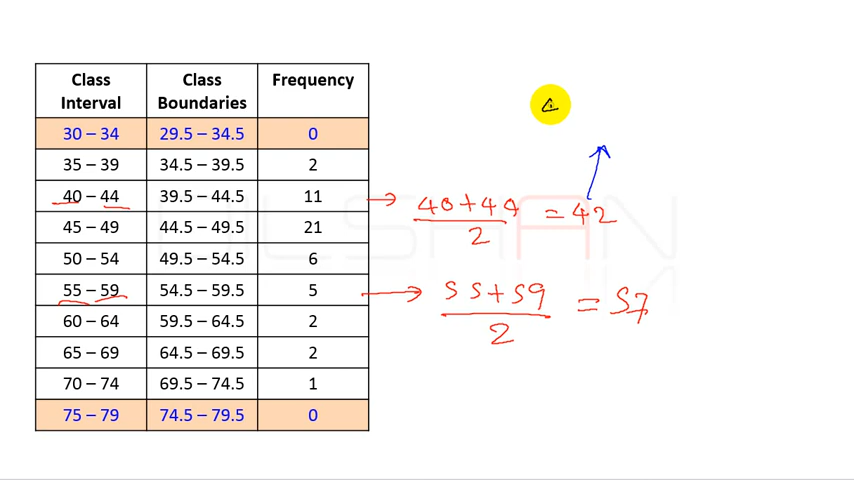 Class Interval Class Boundaries Frequency
30 – 34 29.5 – 34.5 0
35 – 39 34.5 – 39.5 2
40 – 44 39.5 – 44.5 11
45 – 49 44.5 – 49.5 21
50 – 54 49.5 – 54.5 6
55 – 59 54.5 – 59.5 5
60 – 64 59.5 – 64.5 2
65 – 69 64.5 – 69.5 2
70 – 74 69.5 – 74.5 1
75 – 79 74.5 – 79.5 0
40+44
2
= 42
55+59
2
= 57